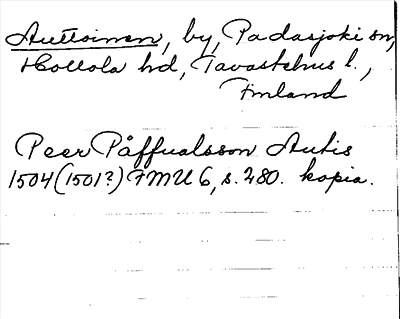 Auttoinen, by, Padasjoki sn,
Hollola hd, Tavastehus l.,
Finland
Peer Påffualsson Autis
1504 (1501?) FMU 6, s. 280. kopia.